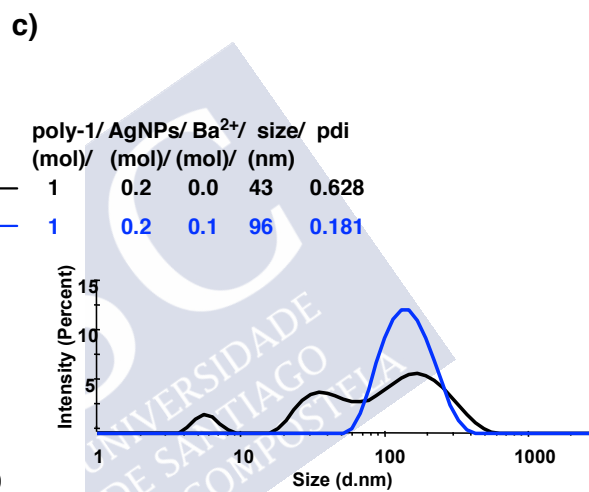 c)
poly-1/ AgNPs/ Ba²⁺/ size/ pdi
(mol)/ (mol)/ (mol)/ (nm)
1 0.2 0.0 43 0.628
1 0.2 0.1 96 0.181
Intensity (Percent)
15
10
5
1 10 100 1000
Size (d.nm)
SC
UNIVERSIDADE
DE SANTIAGO
COMPOSTELA
)